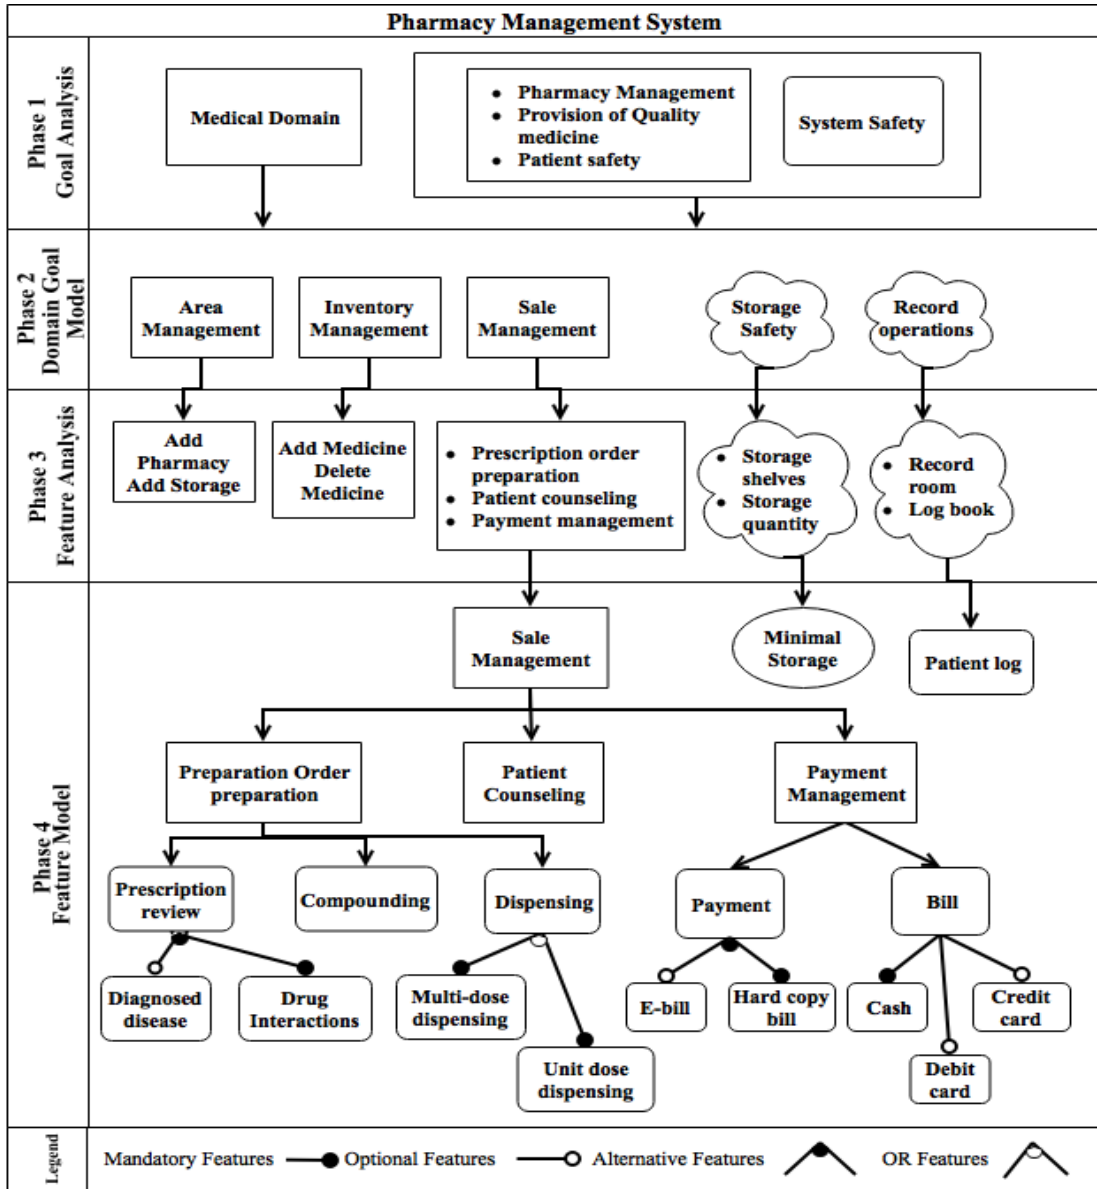 Pharmacy Management System
Phase 1
Goal Analysis
Medical Domain
Pharmacy Management
Provision of Quality
medicine
Patient safety
System Safety
Phase 2
Domain Goal
Model
Area
Management
Inventory
Management
Sale
Management
Storage
Safety
Record
operations
Phase 3
Feature Analysis
Add
Pharmacy
Add Storage
Add Medicine
Delete
Medicine
Prescription order
preparation
Patient counseling
Payment management
Storage
shelves
Storage
quantity
Record
room
Log book
Phase 4
Feature Model
Sale
Management
Minimal
Storage
Patient log
Preparation Order
preparation
Patient
Counseling
Payment
Management
Prescription
review
Compounding
Dispensing
Payment
Bill
Diagnosed
disease
Drug
Interactions
Multi-dose
dispensing
Unit dose
dispensing
E-bill
Hard copy
bill
Cash
Credit
card
Debit
card
Legend
Mandatory Features
Optional Features
Alternative Features
OR Features